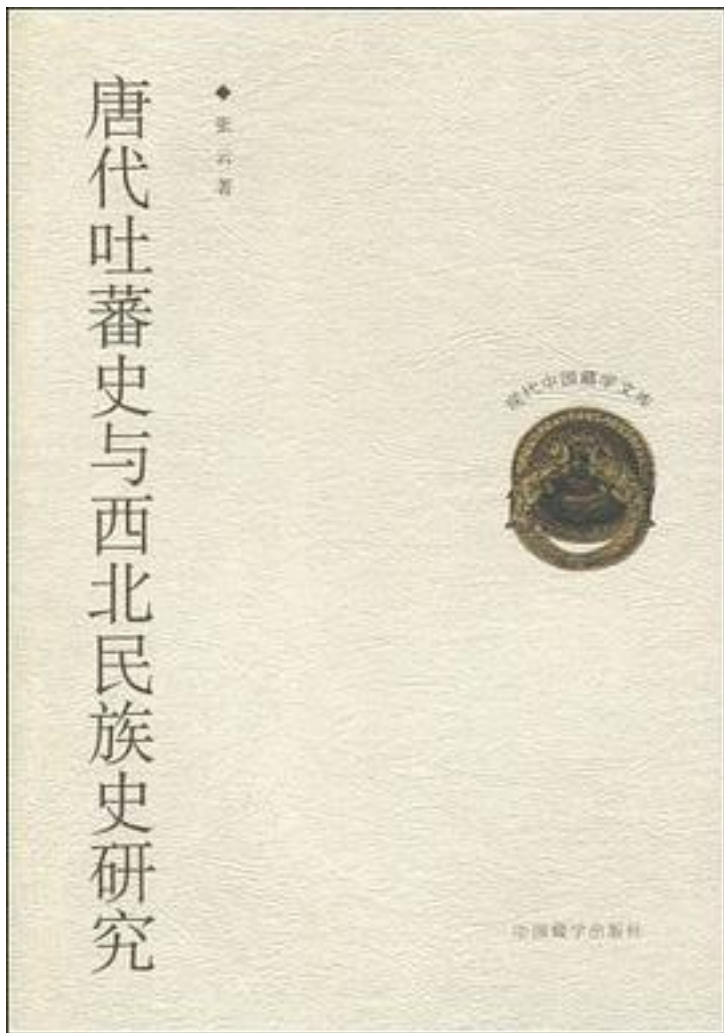 唐代吐蕃史与西北民族史研究
◆张云著
现代中国藏学文库
中国藏学出版社